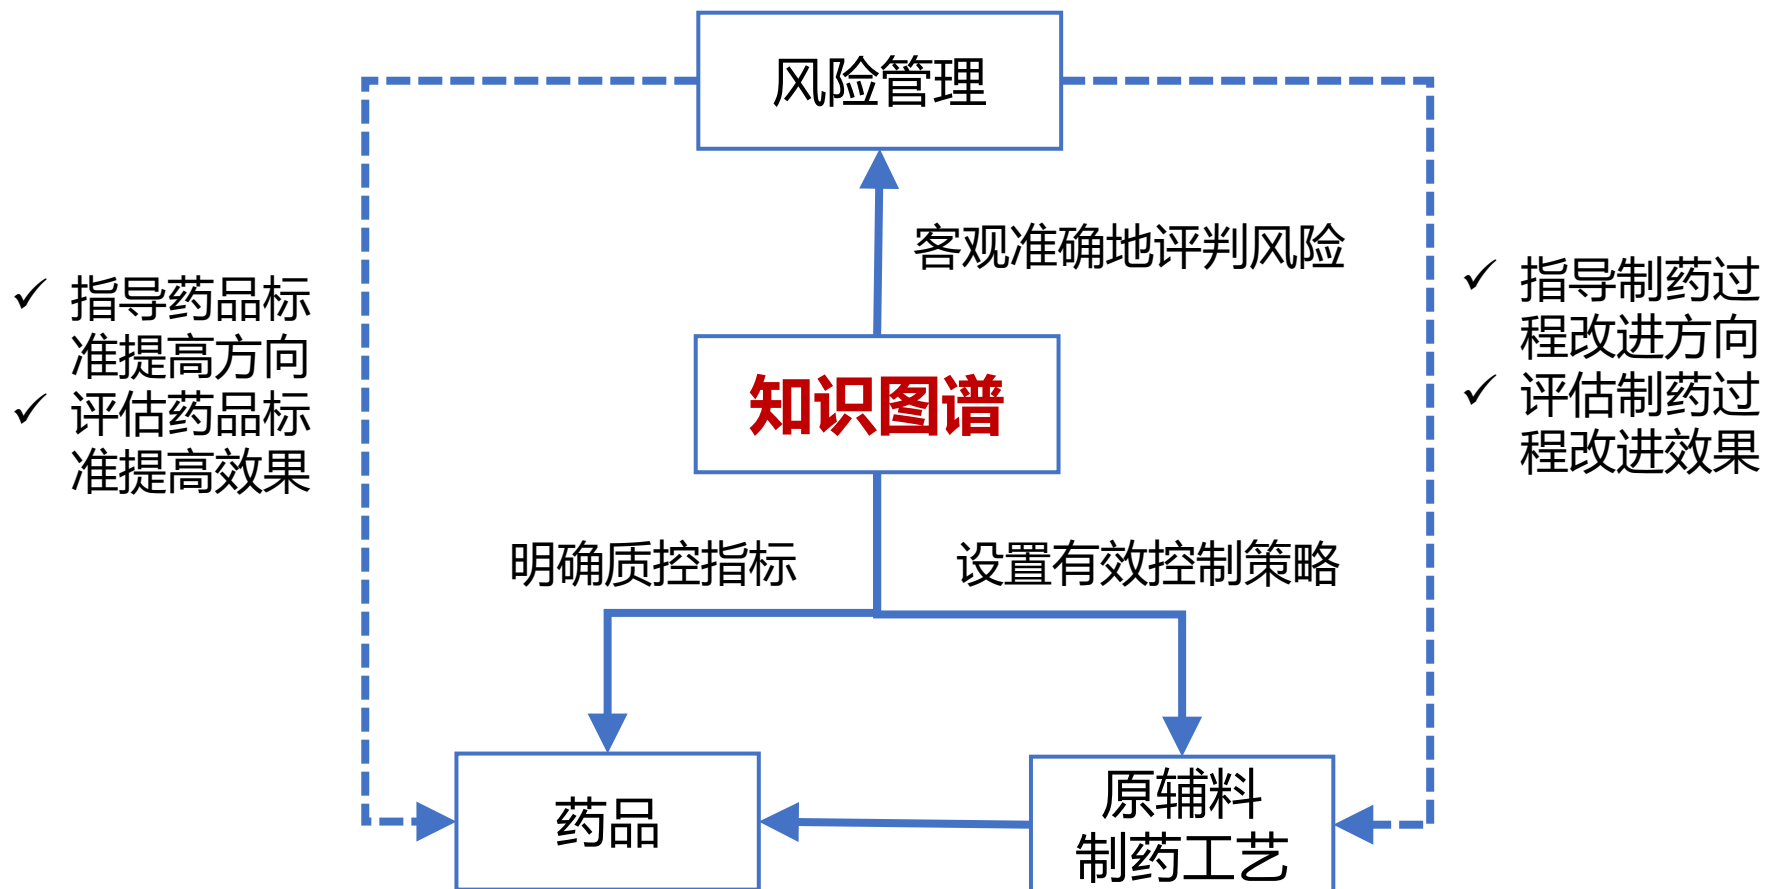 风险管理
客观准确地评判风险
✓ 指导药品标
准提高方向
✓ 评估药品标
准提高效果
✓ 指导制药过
程改进方向
✓ 评估制药过
程改进效果
知识图谱
明确质控指标
设置有效控制策略
药品
原辅料
制药工艺